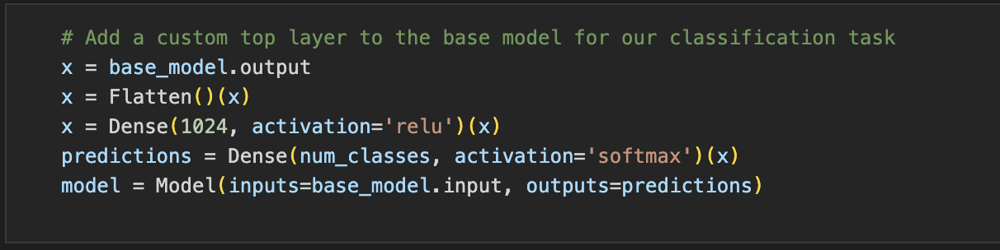 # Add a custom top layer to the base model for our classification task
x = base_model.output
x = Flatten()(x)
x = Dense(1024, activation='relu')(x)
predictions = Dense(num_classes, activation='softmax')(x)
model = Model(inputs=base_model.input, outputs=predictions)